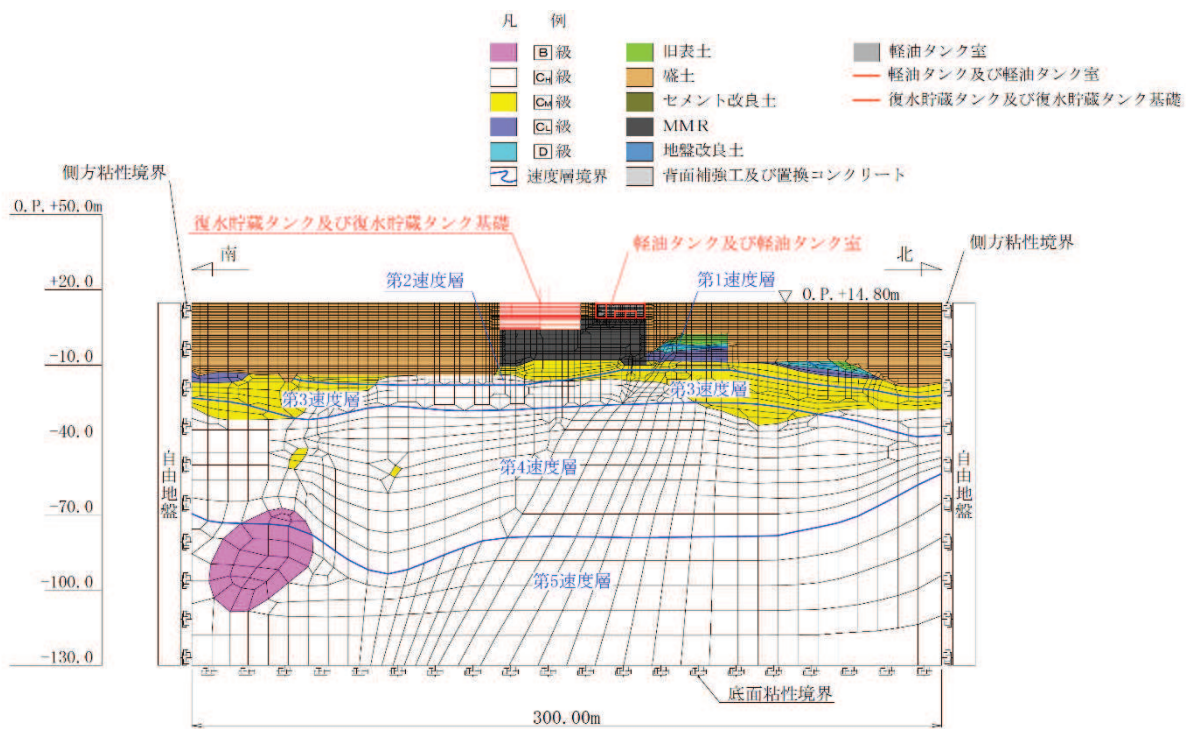 凡 例
B級
CH級
CM級
CL級
D級
速度層境界
旧表土
盛土
セメント改良土
MMR
地盤改良土
背面補強工及び置換コンクリート
軽油タンク室
軽油タンク及び軽油タンク室
復水貯蔵タンク及び復水貯蔵タンク基礎
側方粘性境界
O.P.+50.0m
復水貯蔵タンク及び復水貯蔵タンク基礎
軽油タンク及び軽油タンク室
側方粘性境界
南
北
+20.0
第2速度層
第1速度層
O.P.+14.80m
-10.0
第3速度層
第3速度層
-40.0
第4速度層
自由地盤
自由地盤
-70.0
第5速度層
-100.0
-130.0
底面粘性境界
300.00m